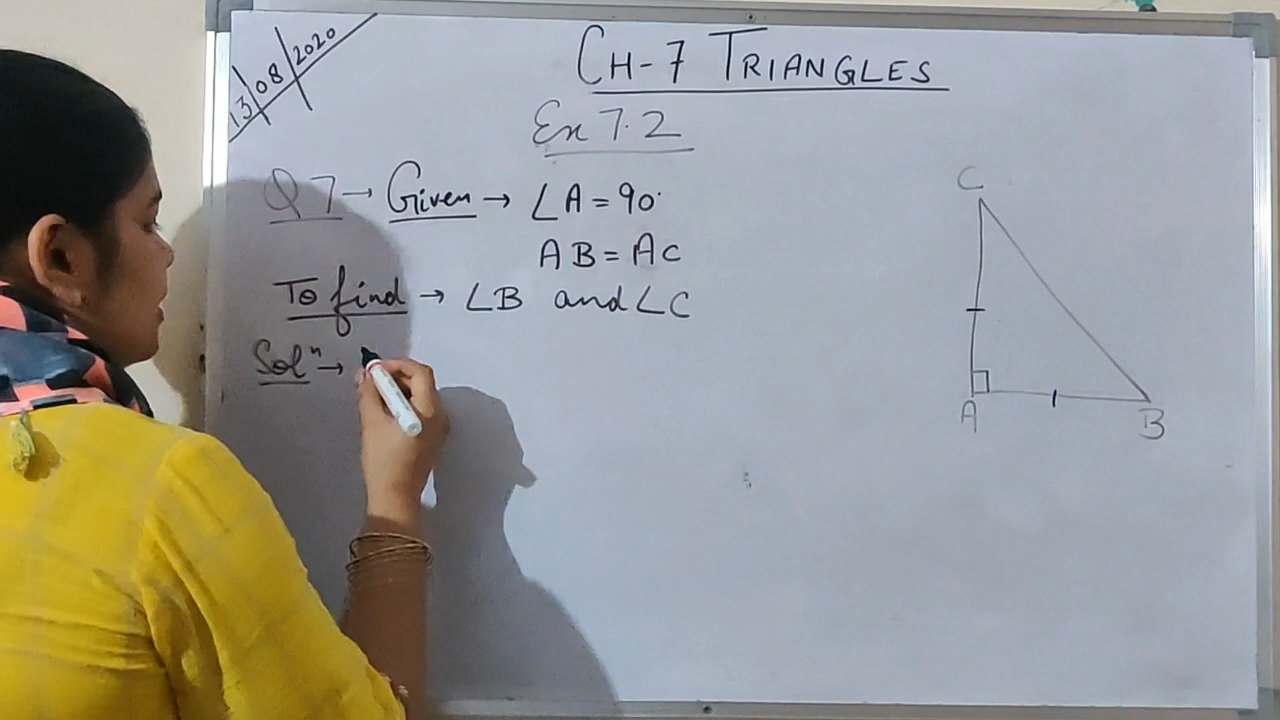 13/08/2020
CH-7 TRIANGLES
Ex 7.2
Q7→ Given → ∠A = 90°
AB = AC
To find → ∠B and ∠C
Solⁿ →
C
A
B